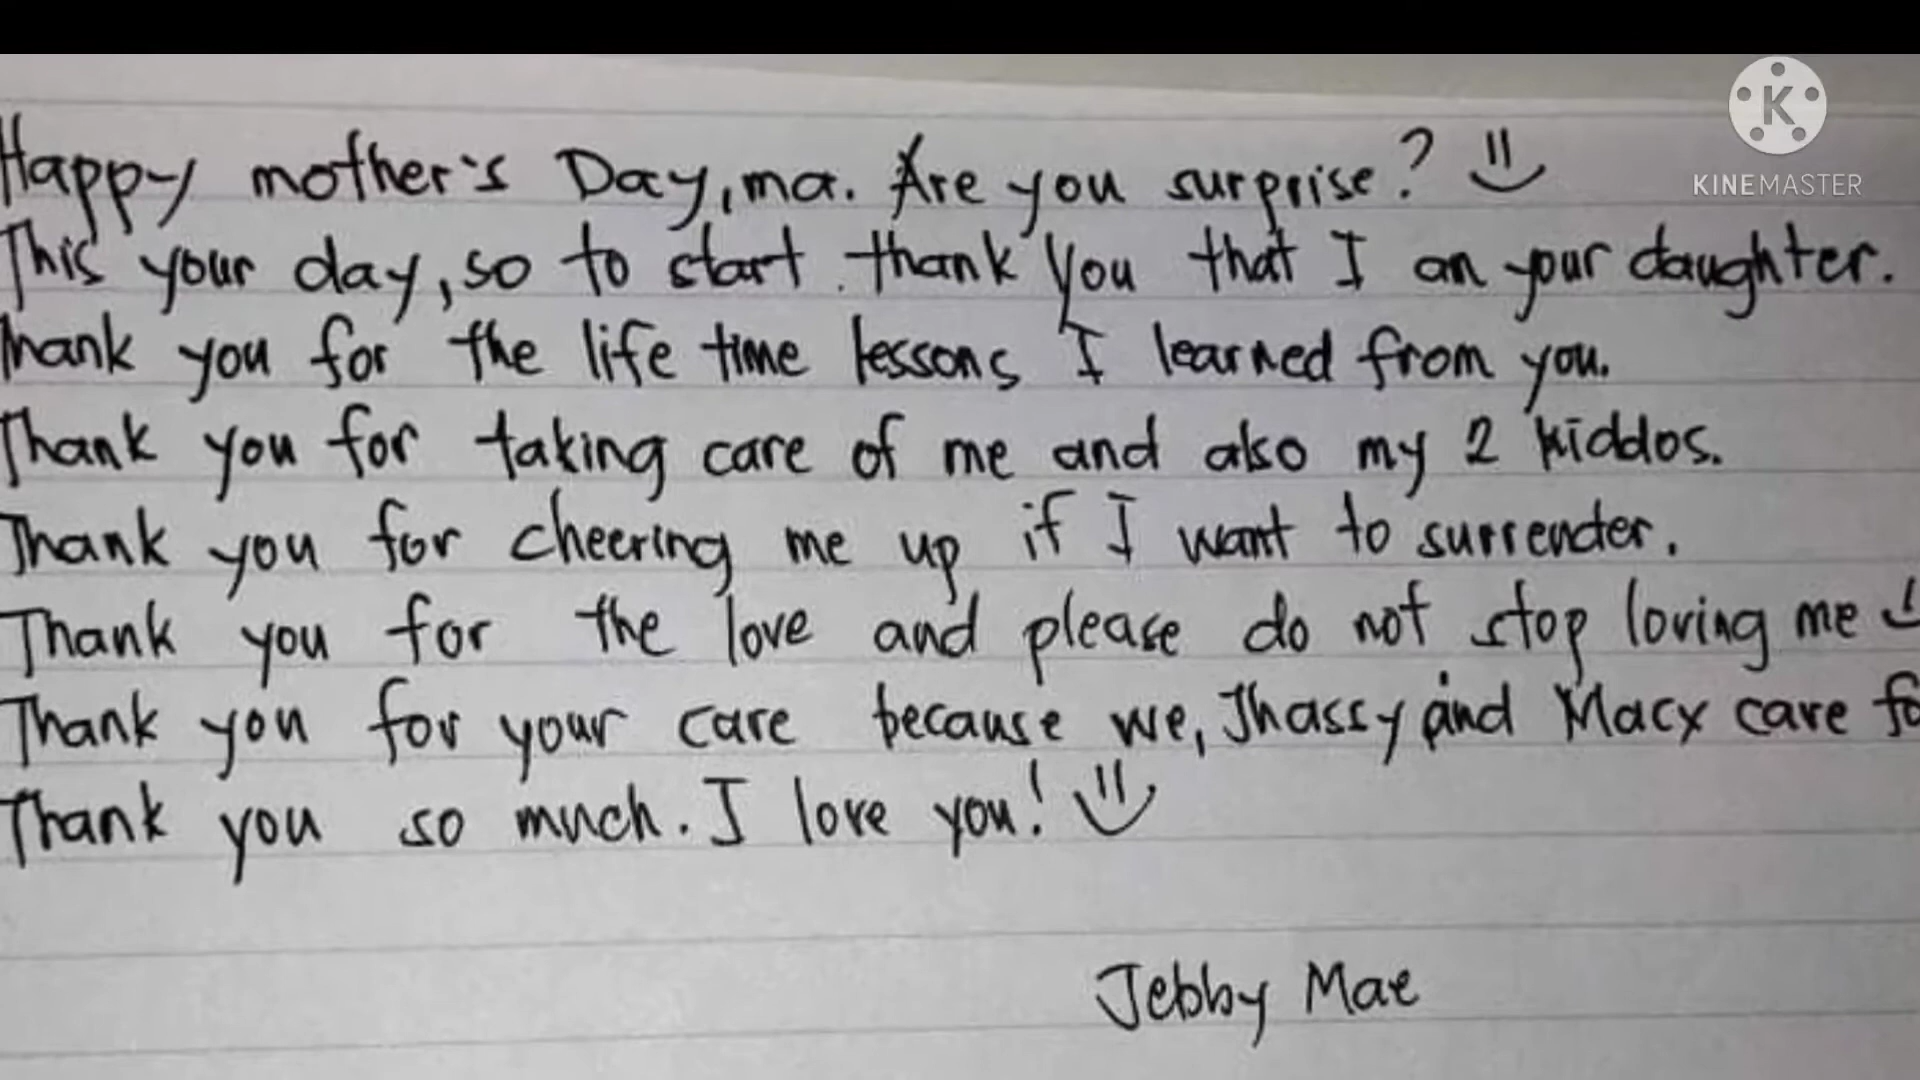 Happy mother's Day, ma. Are you surprise?
This your day, so to start. thank You that I an your daughter.
Thank you for the life time lessons I learned from you.
Thank you for taking care of me and also my 2 kiddos.
Thank you for cheering me up if I want to surrender.
Thank you for the love and please do not stop loving me
Thank you for your care because we, Jhassy and Macx care fo
Thank you so much. I love you!
Jebby Mae
K
KINEMASTER